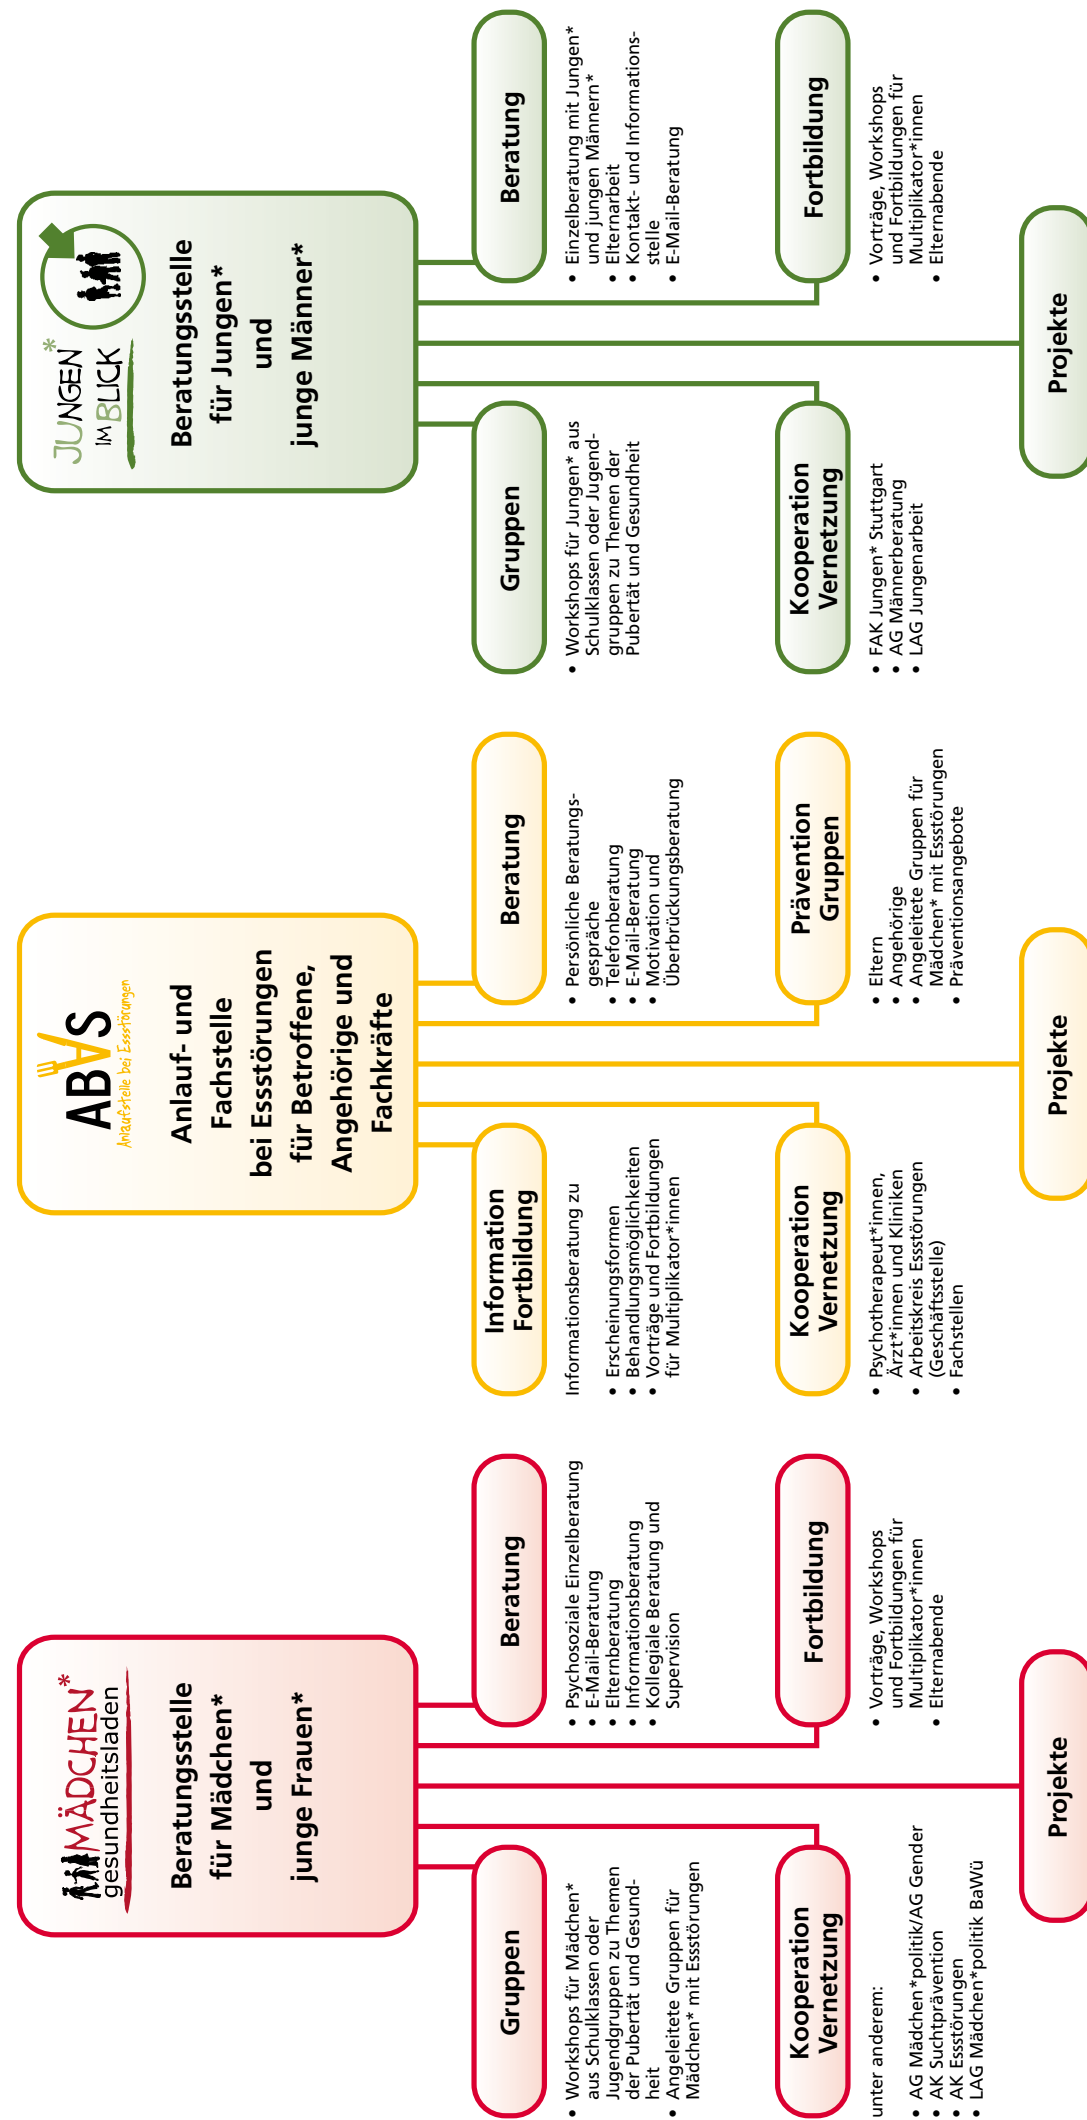 MÄDCHEN*
gesundheitsladen
Beratungsstelle
für Mädchen*
und
junge Frauen*
Gruppen
• Workshops für Mädchen*
aus Schulklassen oder
Jugendgruppen zu Themen
der Pubertät und Gesund-
heit
• Angeleitete Gruppen für
Mädchen* mit Essstörungen
Beratung
• Psychosoziale Einzelberatung
• E-Mail-Beratung
• Elternberatung
• Informationsberatung
• Kollegiale Beratung und
Supervision
Kooperation
Vernetzung
unter anderem:
• AG Mädchen*politik/AG Gender
• AK Suchtprävention
• AK Essstörungen
• LAG Mädchen*politik BaWü
Fortbildung
• Vorträge, Workshops
und Fortbildungen für
Multiplikator*innen
• Elternabende
Projekte
ABAS
Anlaufstelle bei Essstörungen
Anlauf- und
Fachstelle
bei Essstörungen
für Betroffene,
Angehörige und
Fachkräfte
Information
Fortbildung
Informationsberatung zu
• Erscheinungsformen
• Behandlungsmöglichkeiten
• Vorträge und Fortbildungen
für Multiplikator*innen
Beratung
• Persönliche Beratungs-
gespräche
• Telefonberatung
• E-Mail-Beratung
• Motivation und
Überbrückungsberatung
Kooperation
Vernetzung
• Psychotherapeut*innen,
Ärzt*innen und Kliniken
• Arbeitskreis Essstörungen
(Geschäftsstelle)
• Fachstellen
Prävention
Gruppen
• Eltern
• Angehörige
• Angeleitete Gruppen für
Mädchen* mit Essstörungen
• Präventionsangebote
Projekte
JUNGEN*
IM BLICK
Beratungsstelle
für Jungen*
und
junge Männer*
Gruppen
• Workshops für Jungen* aus
Schulklassen oder Jugend-
gruppen zu Themen der
Pubertät und Gesundheit
Beratung
• Einzelberatung mit Jungen*
und jungen Männern*
• Elternarbeit
• Kontakt- und Informations-
stelle
• E-Mail-Beratung
Kooperation
Vernetzung
• FAK Jungen* Stuttgart
• AG Männerberatung
• LAG Jungenarbeit
Fortbildung
• Vorträge, Workshops
und Fortbildungen für
Multiplikator*innen
• Elternabende
Projekte